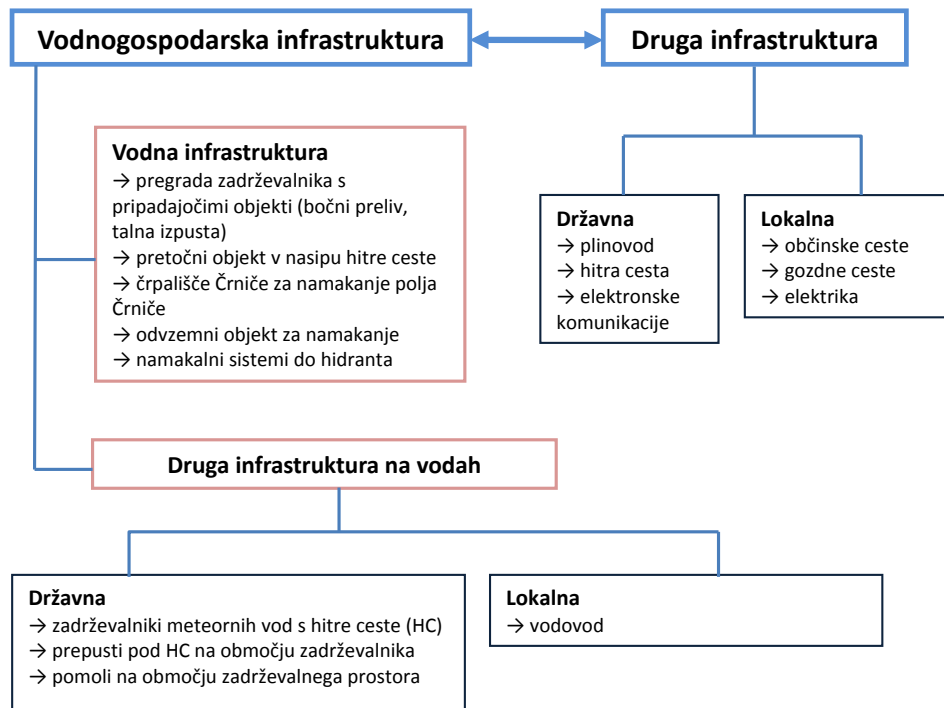 Vodnogospodarska infrastruktura
Druga infrastruktura
Vodna infrastruktura
→ pregrada zadrževalnika s
pripadajočimi objekti (bočni preliv,
talna izpusta)
→ pretočni objekt v nasipu hitre ceste
→ črpališče Črniče za namakanje polja
Črniče
→ odvzemni objekt za namakanje
→ namakalni sistemi do hidranta
Državna
→ plinovod
→ hitra cesta
→ elektronske
komunikacije
Lokalna
→ občinske ceste
→ gozdne ceste
→ elektrika
Druga infrastruktura na vodah
Državna
→ zadrževalniki meteornih vod s hitre ceste (HC)
→ prepusti pod HC na območju zadrževalnika
→ pomoli na območju zadrževalnega prostora
Lokalna
→ vodovod